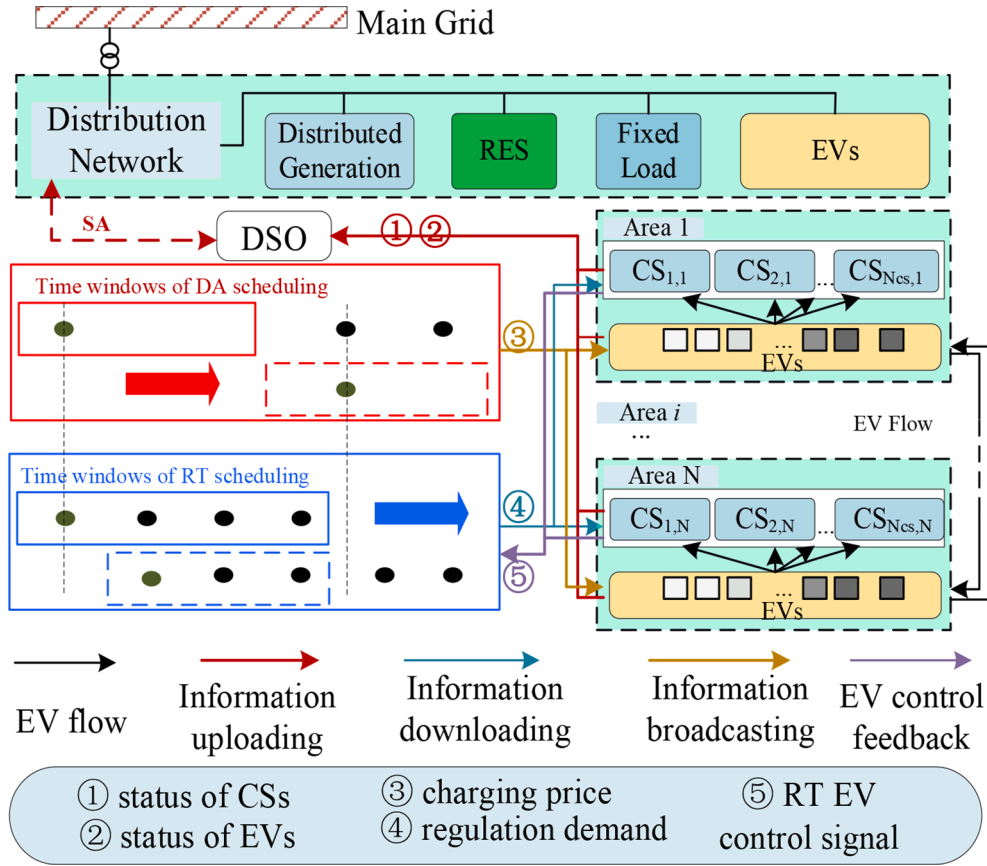 Main Grid
Distribution
Network
Distributed
Generation
RES
Fixed
Load
EVs
SA
DSO
① ②
Area 1
CS1,1
CS2,1
...
CSNcs,1
...
EVs
Time windows of DA scheduling
③
Area i
...
EV Flow
Time windows of RT scheduling
④
⑤
Area N
CS1,N
CS2,N
...
CSNcs,N
...
EVs
EV flow
Information
uploading
Information
downloading
Information
broadcasting
EV control
feedback
① status of CSs
② status of EVs
③ charging price
④ regulation demand
⑤ RT EV
control signal